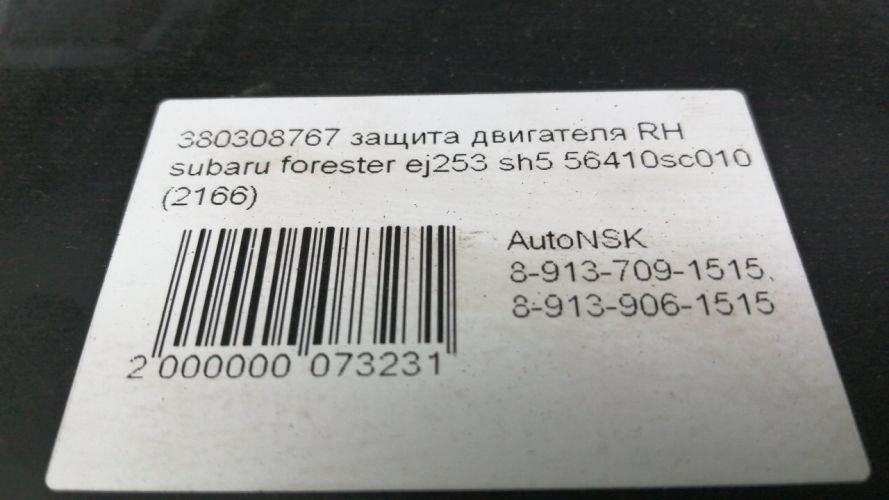 380308767 защита двигателя RH
subaru forester ej253 sh5 56410sc010
(2166)
AutoNSK
8-913-709-1515,
8-913-906-1515
2 000000 073231